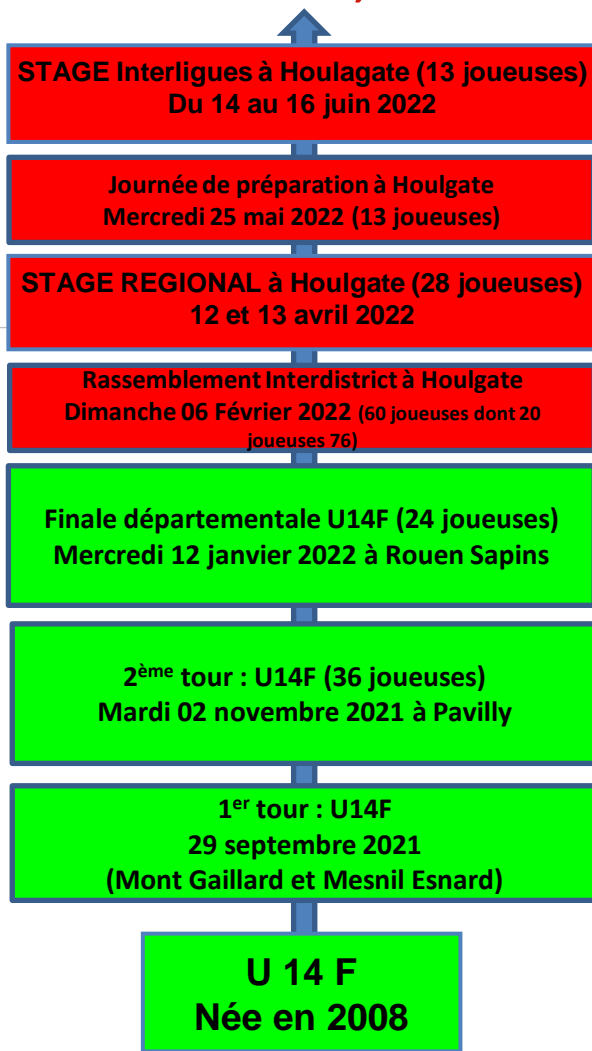 STAGE Interligues à Houlagate (13 joueuses)
Du 14 au 16 juin 2022
Journée de préparation à Houlgate
Mercredi 25 mai 2022 (13 joueuses)
STAGE REGIONAL à Houlgate (28 joueuses)
12 et 13 avril 2022
Rassemblement Interdistrict à Houlgate
Dimanche 06 Février 2022 (60 joueuses dont 20
joueuses 76)
Finale départementale U14F (24 joueuses)
Mercredi 12 janvier 2022 à Rouen Sapins
2ème tour : U14F (36 joueuses)
Mardi 02 novembre 2021 à Pavilly
1er tour : U14F
29 septembre 2021
(Mont Gaillard et Mesnil Esnard)
U 14 F
Née en 2008